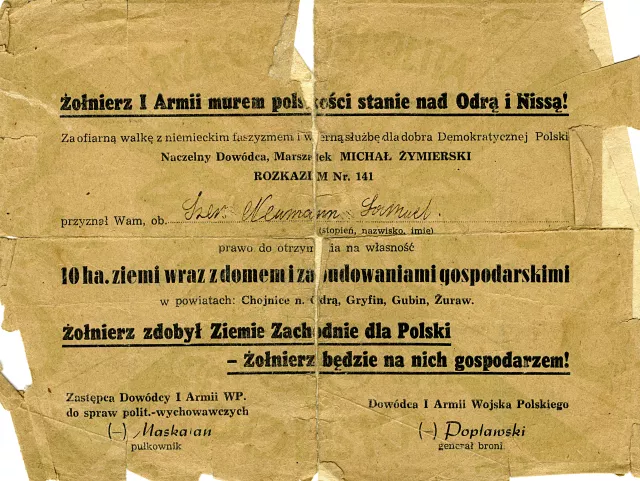 Żołnierz I Armii murem polskości stanie nad Odrą i Nissą!
Za ofiarną walkę z niemieckim faszyzmem i wierną służbę dla dobra Demokratycznej Polski
Naczelny Dowódca, Marszałek MICHAŁ ŻYMIERSKI
ROZKAZEM Nr. 141
przyznał Wam, ob. Szer. Neumann Samuel.
(stopień, nazwisko, imię)
prawo do otrzymania na własność
10 ha. ziemi wraz z domem i zabudowaniami gospodarskimi
w powiatach: Chojnice n. Odrą, Gryfin, Gubin, Żuraw.
Żołnierz zdobył Ziemie Zachodnie dla Polski
– Żołnierz będzie na nich gospodarzem!
Zastępca Dowódcy I Armii WP.
do spraw polit.-wychowawczych
(–) Maskalan
pułkownik
Dowódca I Armii Wojska Polskiego
(–) Popławski
generał broni